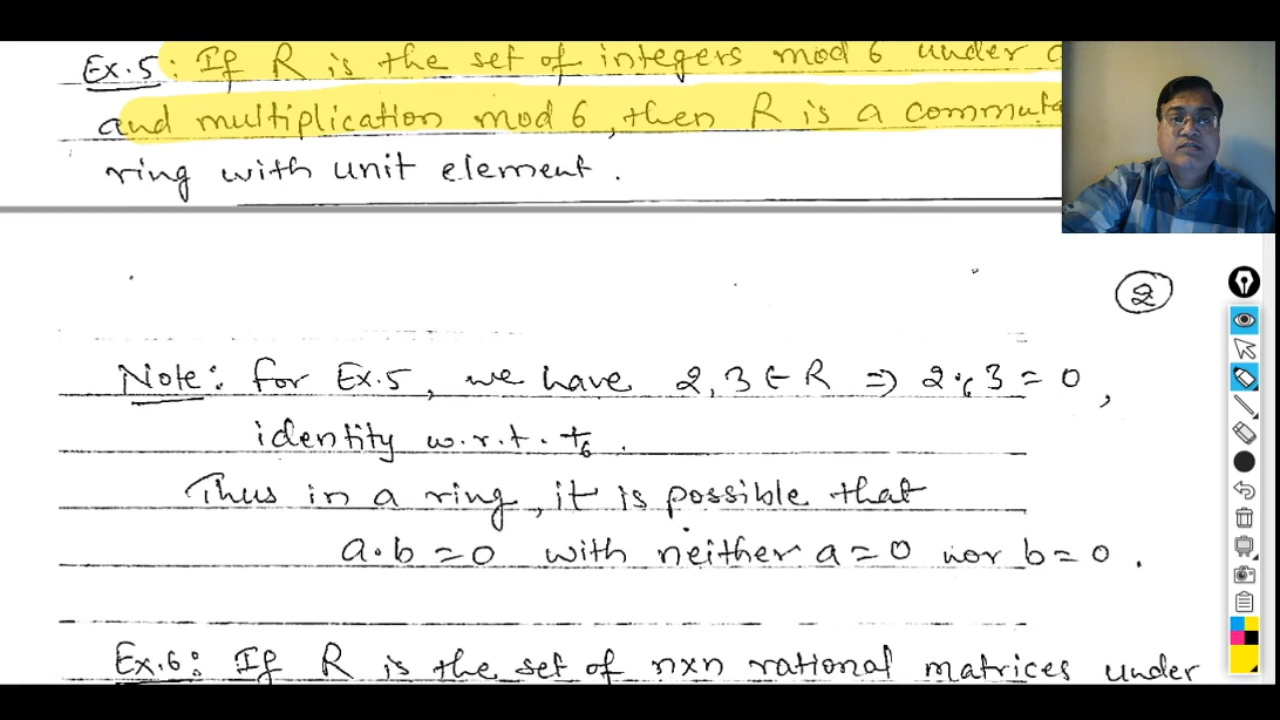 Ex.5: If R is the set of integers mod 6 under
and multiplication mod 6, then R is a
ring with unit element.
2
Note: For Ex.5, we have 2, 3 ∈ R ⇒ 2·₆3 = 0,
identity w.r.t. +₆.
Thus in a ring, it is possible that
a·b = 0 with neither a = 0 nor b = 0.
Ex.6: If R is the set of nxn rational matrices under